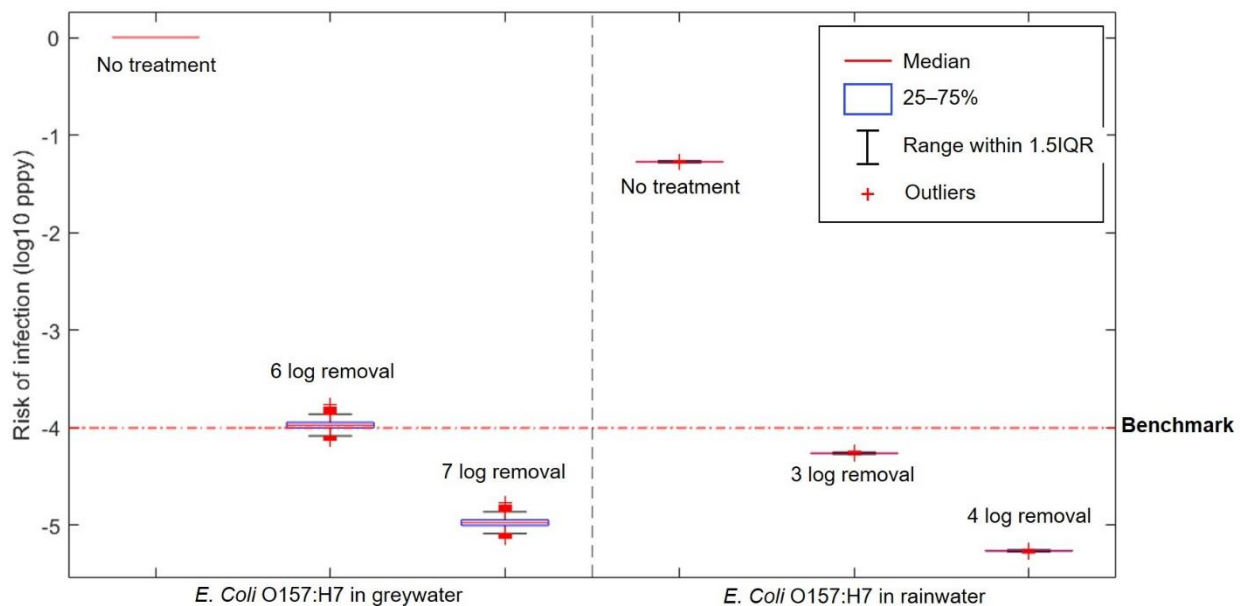 Risk of infection (log10 pppy)
0
-1
-2
-3
-4
-5
No treatment
6 log removal
7 log removal
No treatment
3 log removal
4 log removal
Median
25–75%
Range within 1.5IQR
Outliers
Benchmark
E. Coli O157:H7 in greywater
E. Coli O157:H7 in rainwater